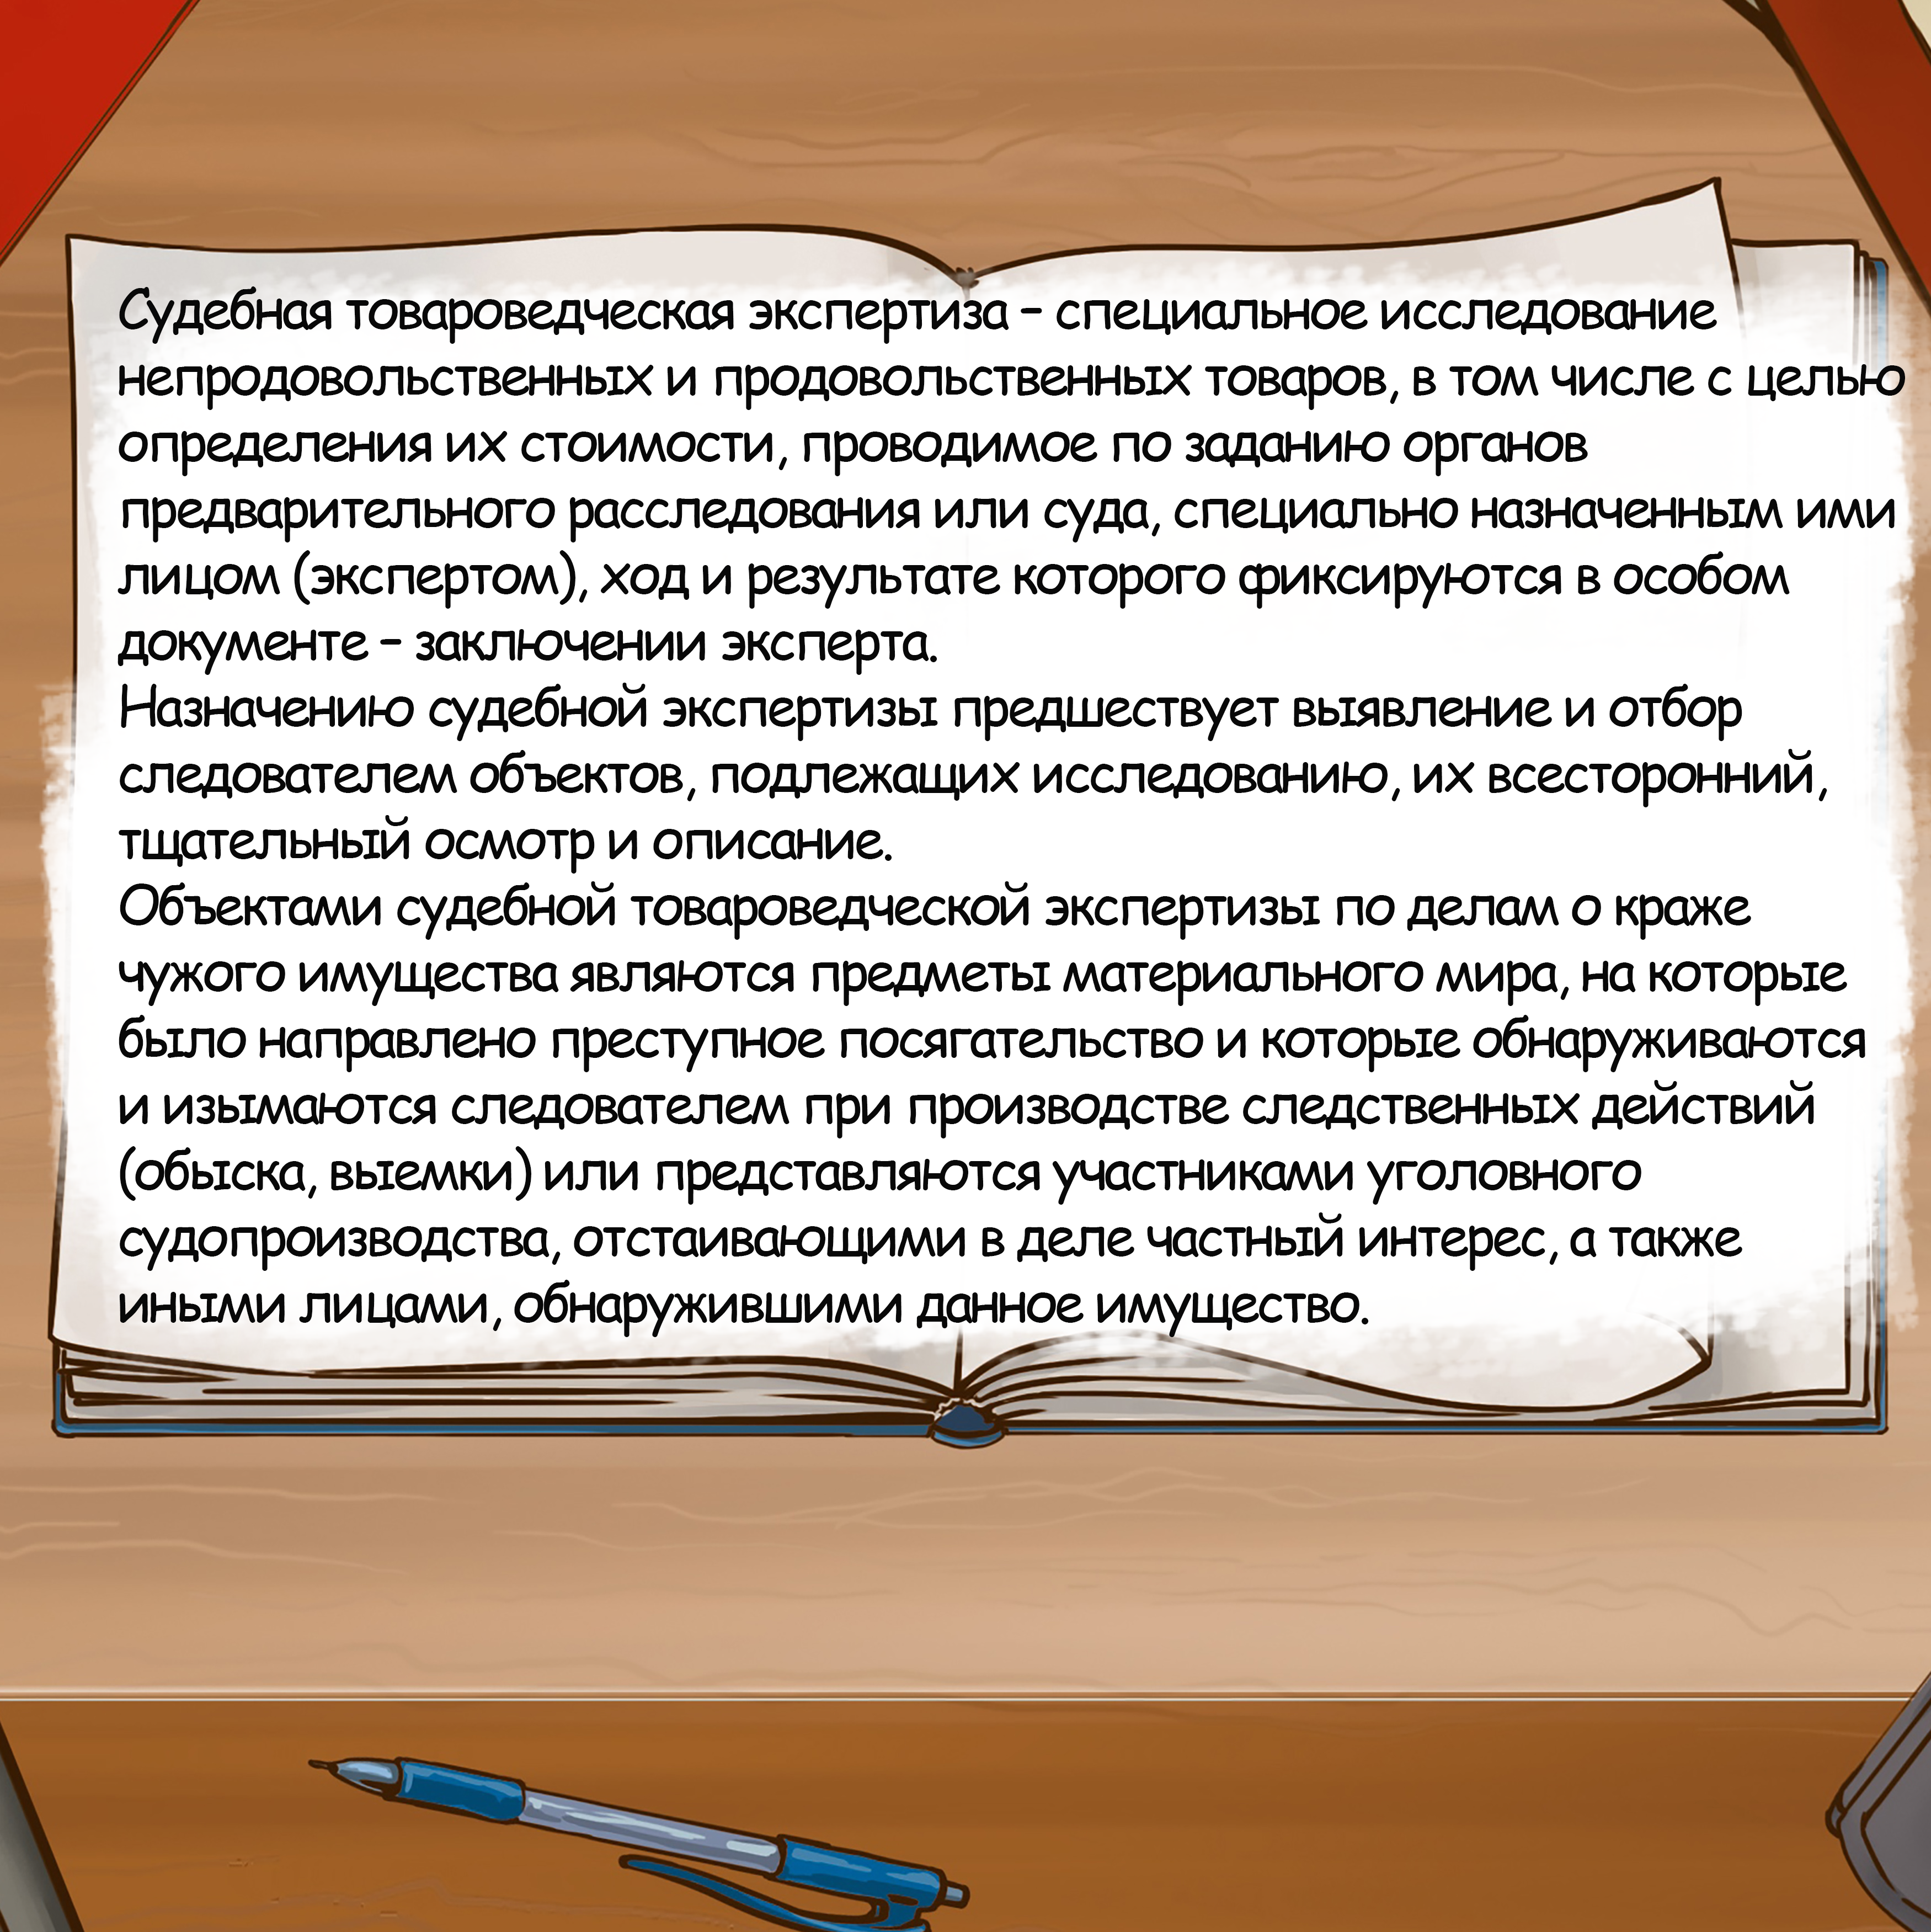 Судебная товароведческая экспертиза – специальное исследование
непродовольственных и продовольственных товаров, в том числе с целью
определения их стоимости, проводимое по заданию органов
предварительного расследования или суда, специально назначенным ими
лицом (экспертом), ход и результате которого фиксируются в особом
документе – заключении эксперта.
Назначению судебной экспертизы предшествует выявление и отбор
следователем объектов, подлежащих исследованию, их всесторонний,
тщательный осмотр и описание.
Объектами судебной товароведческой экспертизы по делам о краже
чужого имущества являются предметы материального мира, на которые
было направлено преступное посягательство и которые обнаруживаются
и изымаются следователем при производстве следственных действий
(обыска, выемки) или представляются участниками уголовного
судопроизводства, отстаивающими в деле частный интерес, а также
иными лицами, обнаружившими данное имущество.